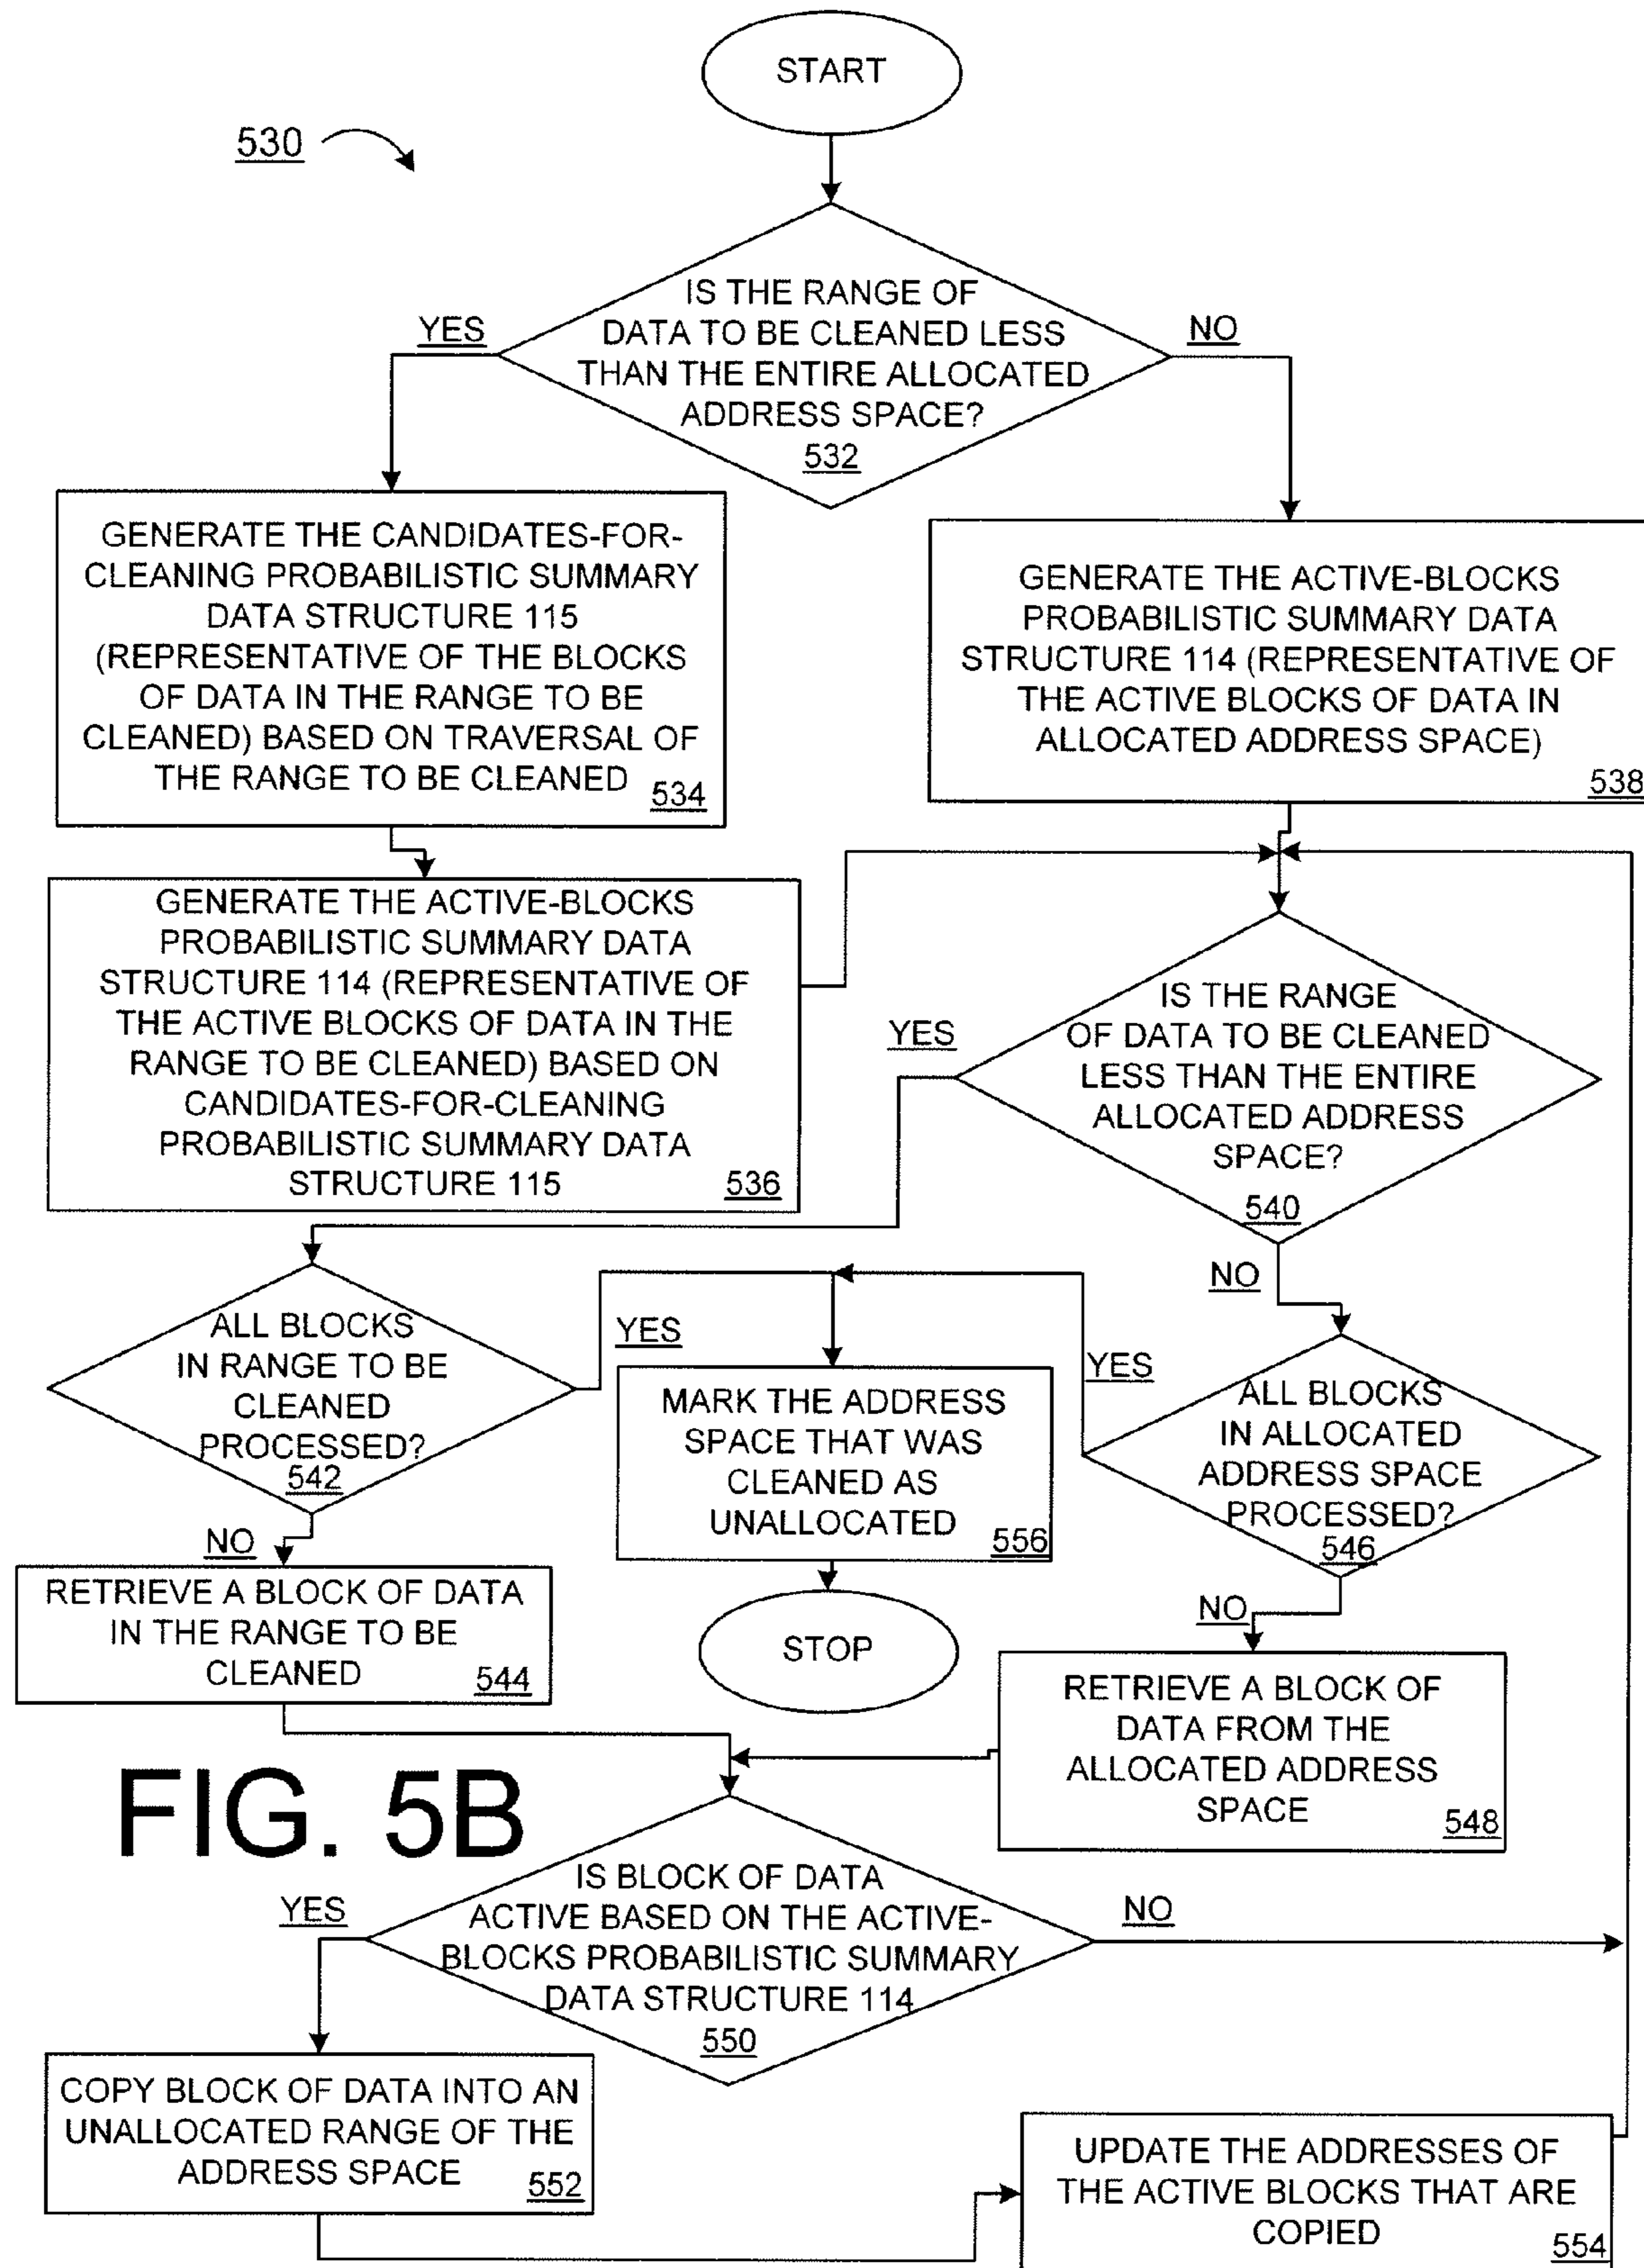 START
530
IS THE RANGE OF
DATA TO BE CLEANED LESS
THAN THE ENTIRE ALLOCATED
ADDRESS SPACE?
532
YES
NO
GENERATE THE CANDIDATES-FOR-
CLEANING PROBABILISTIC SUMMARY
DATA STRUCTURE 115
(REPRESENTATIVE OF THE BLOCKS
OF DATA IN THE RANGE TO BE
CLEANED) BASED ON TRAVERSAL OF
THE RANGE TO BE CLEANED
534
GENERATE THE ACTIVE-BLOCKS
PROBABILISTIC SUMMARY DATA
STRUCTURE 114 (REPRESENTATIVE OF
THE ACTIVE BLOCKS OF DATA IN
ALLOCATED ADDRESS SPACE)
538
GENERATE THE ACTIVE-BLOCKS
PROBABILISTIC SUMMARY DATA
STRUCTURE 114 (REPRESENTATIVE OF
THE ACTIVE BLOCKS OF DATA IN THE
RANGE TO BE CLEANED) BASED ON
CANDIDATES-FOR-CLEANING
PROBABILISTIC SUMMARY DATA
STRUCTURE 115
536
IS THE RANGE
OF DATA TO BE CLEANED
LESS THAN THE ENTIRE
ALLOCATED ADDRESS
SPACE?
540
YES
NO
ALL BLOCKS
IN RANGE TO BE
CLEANED
PROCESSED?
542
YES
NO
MARK THE ADDRESS
SPACE THAT WAS
CLEANED AS
UNALLOCATED
556
YES
ALL BLOCKS
IN ALLOCATED
ADDRESS SPACE
PROCESSED?
546
NO
RETRIEVE A BLOCK OF DATA
IN THE RANGE TO BE
CLEANED
544
STOP
RETRIEVE A BLOCK OF
DATA FROM THE
ALLOCATED ADDRESS
SPACE
548
FIG. 5B
IS BLOCK OF DATA
ACTIVE BASED ON THE ACTIVE-
BLOCKS PROBABILISTIC SUMMARY
DATA STRUCTURE 114
550
YES
NO
COPY BLOCK OF DATA INTO AN
UNALLOCATED RANGE OF THE
ADDRESS SPACE
552
UPDATE THE ADDRESSES OF
THE ACTIVE BLOCKS THAT ARE
COPIED
554